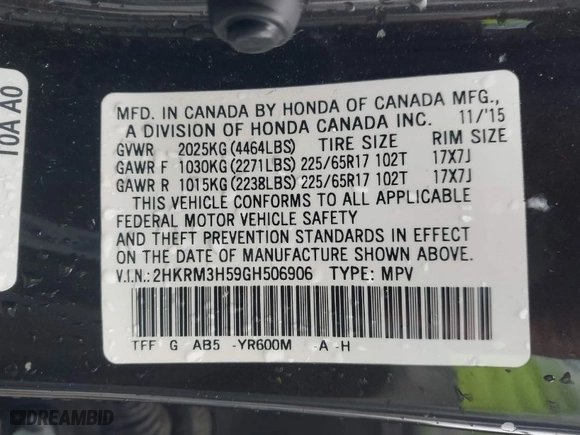 10A A0
MFD. IN CANADA BY HONDA OF CANADA MFG.,
A DIVISION OF HONDA CANADA INC. 11/'15
GVWR 2025KG (4464LBS) TIRE SIZE RIM SIZE
GAWR F 1030KG (2271LBS) 225/65R17 102T 17X7J
GAWR R 1015KG (2238LBS) 225/65R17 102T 17X7J
THIS VEHICLE CONFORMS TO ALL APPLICABLE
FEDERAL MOTOR VEHICLE SAFETY
AND THEFT PREVENTION STANDARDS IN EFFECT
ON THE DATE OF MANUFACTURE SHOWN ABOVE.
V.I.N.: 2HKRM3H59GH506906 TYPE: MPV
TFF G AB5 -YR600M -A -H
DREAMBID